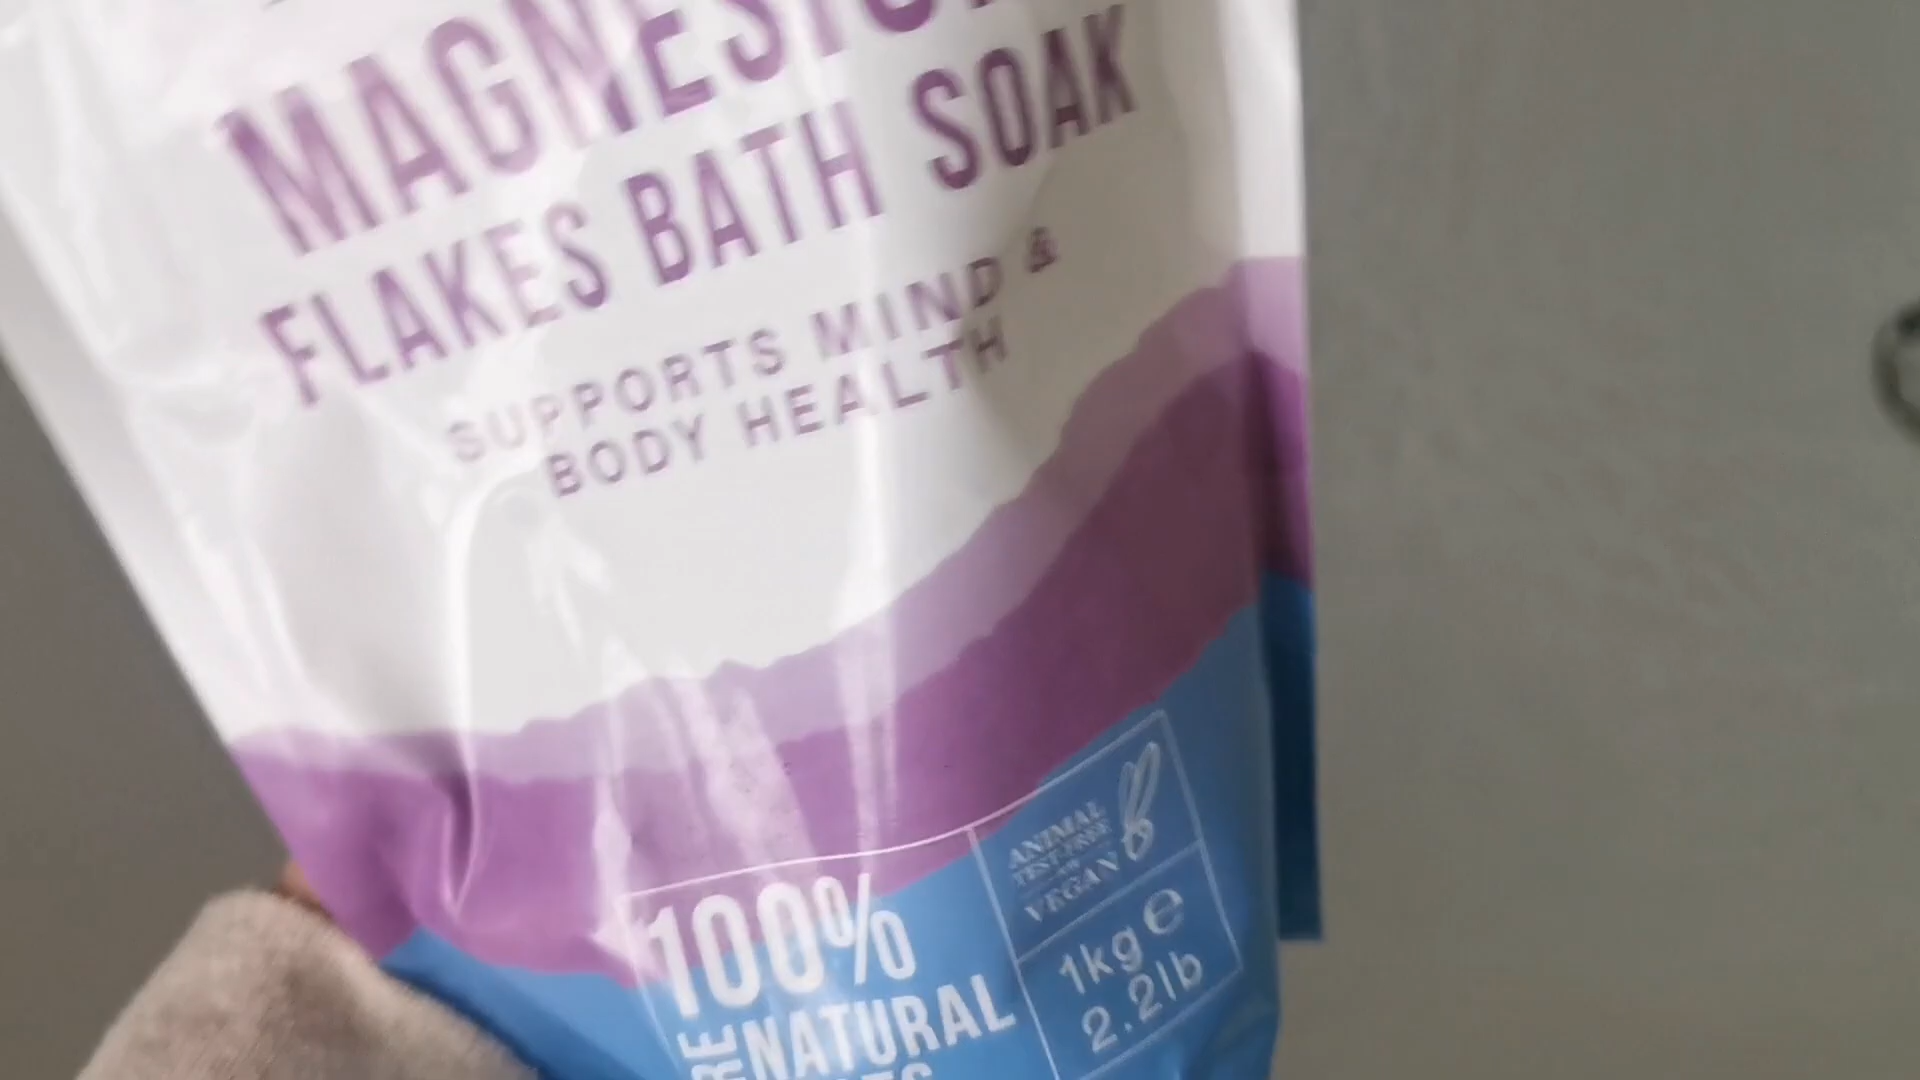 FLAKES BATH SOAK
SUPPORTS MIND &
BODY HEALTH
100%
NATURAL
ANIMAL
TEST FREE
VEGAN
1kg e
2.2lb